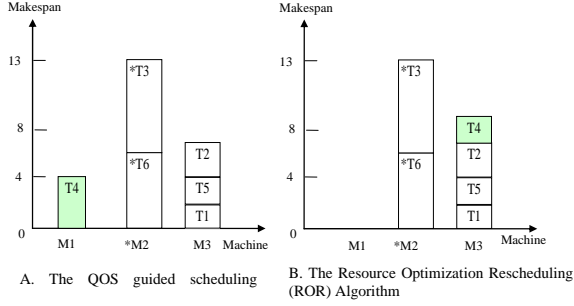 Makespan
13
8
4
0
*T3
*T6
T4
T2
T5
T1
M1
*M2
M3
Machine
A. The QOS guided scheduling
Makespan
13
8
4
0
*T3
*T6
T4
T2
T5
T1
M1
*M2
M3
Machine
B. The Resource Optimization Rescheduling
(ROR) Algorithm